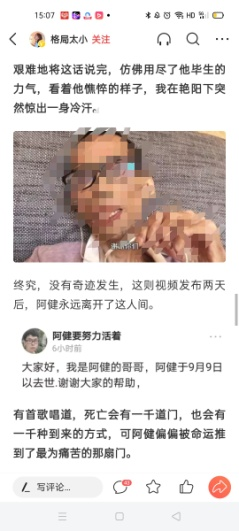 15:07
HD 5G
格局太小 关注
艰难地将这话说完，仿佛用尽了他毕生的
力气，看着他憔悴的样子，我在艳阳下突
然惊出一身冷汗。
终究，没有奇迹发生，这则视频发布两天
后，阿健永远离开了这人间。
阿健要努力活着
6小时前
大家好，我是阿健的哥哥，阿健于9月9日
以去世.谢谢大家的帮助，
有首歌唱道，死亡会有一千道门，也会有
一千种到来的方式，可阿健偏偏被命运推
到了最为痛苦的那扇门。
写评论...